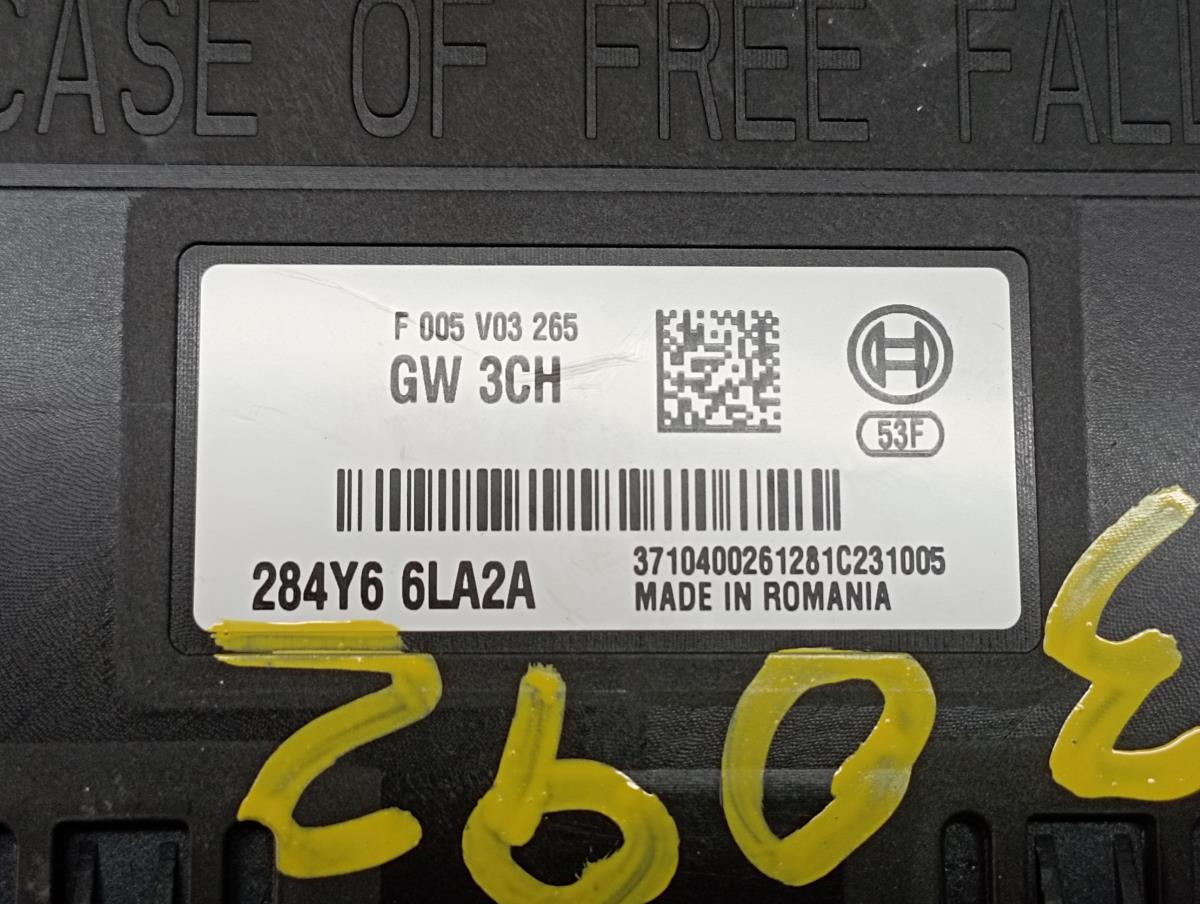 CASE OF FREE FALL
F 005 V03 265
GW 3CH
53F
284Y6 6LA2A
3710400261281C231005
MADE IN ROMANIA